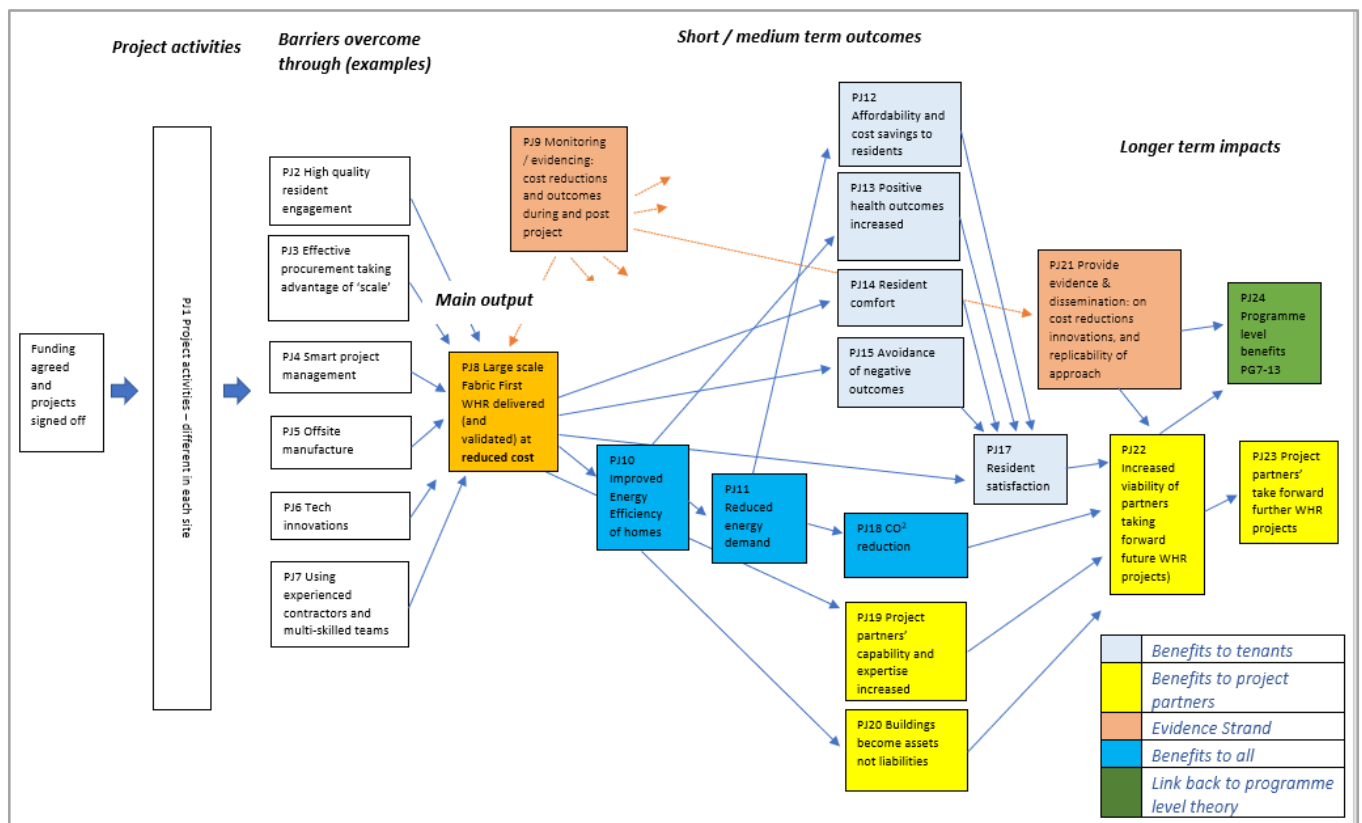 Project activities
Barriers overcome
through (examples)
Short / medium term outcomes
Longer term impacts
Funding
agreed
and
projects
signed off
PJ1 Project activities – different in each site
PJ2 High quality
resident
engagement
PJ3 Effective
procurement taking
advantage of ‘scale’
PJ4 Smart project
management
PJ5 Offsite
manufacture
PJ6 Tech
innovations
PJ7 Using
experienced
contractors and
multi-skilled teams
Main output
PJ8 Large scale
Fabric First
WHR delivered
(and
validated) at
reduced cost
PJ9 Monitoring
/ evidencing:
cost reductions
and outcomes
during and post
project
PJ10
Improved
Energy
Efficiency
of homes
PJ11
Reduced
energy
demand
PJ12
Affordability and
cost savings to
residents
PJ13 Positive
health outcomes
increased
PJ14 Resident
comfort
PJ15 Avoidance
of negative
outcomes
PJ17
Resident
satisfaction
PJ18 CO²
reduction
PJ19 Project
partners’
capability and
expertise
increased
PJ20 Buildings
become assets
not liabilities
PJ21 Provide
evidence &
dissemination: on
cost reductions
innovations, and
replicability of
approach
PJ22
Increased
viability of
partners
taking
forward
future WHR
projects)
PJ24
Programme
level
benefits
PG7-13
PJ23 Project
partners’
take forward
further WHR
projects
Benefits to tenants
Benefits to project
partners
Evidence Strand
Benefits to all
Link back to programme
level theory